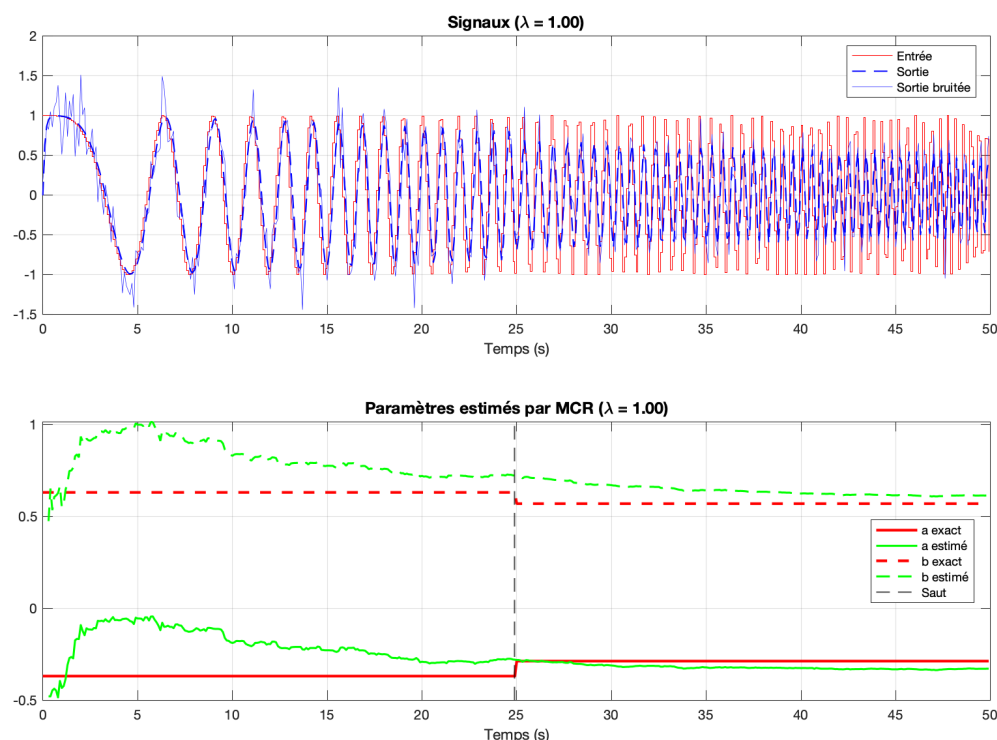 Signaux (λ = 1.00)
2
1.5
1
0.5
0
-0.5
-1
-1.5
Entrée
Sortie
Sortie bruitée
0 5 10 15 20 25 30 35 40 45 50
Temps (s)
Paramètres estimés par MCR (λ = 1.00)
1
0.5
0
-0.5
a exact
a estimé
b exact
b estimé
Saut
0 5 10 15 20 25 30 35 40 45 50
Temps (s)